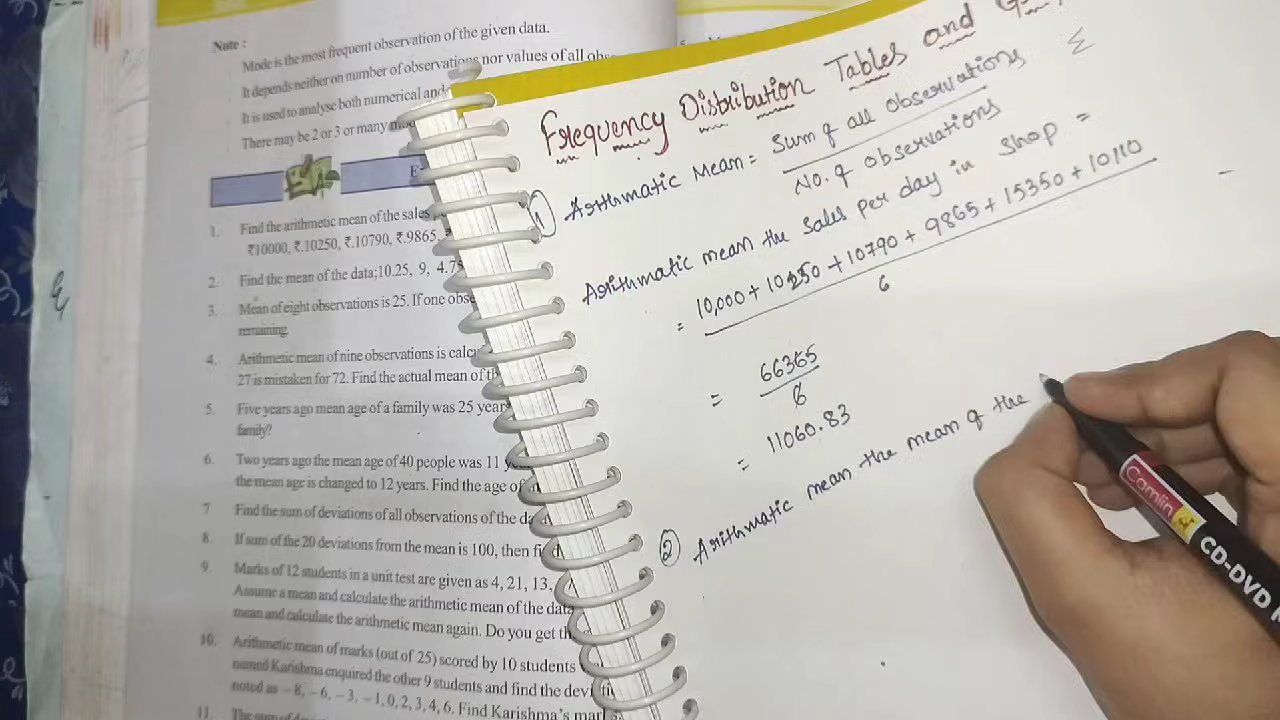 Note :
Mode is the most frequent observation of the given data.
It depends neither on number of observations nor values of all obse
It is used to analyse both numerical and
There may be 2 or 3 or many mo
1. Find the arithmetic mean of the sales
₹10000, ₹.10250, ₹.10790, ₹.9865,
2. Find the mean of the data;10.25, 9, 4.75
3. Mean of eight observations is 25. If one obse
remaining.
4. Arithmetic mean of nine observations is calcu
27 is mistaken for 72. Find the actual mean of th
5. Five years ago mean age of a family was 25 year
family?
6. Two years ago the mean age of 40 people was 11 y
the mean age is changed to 12 years. Find the age of
7 Find the sum of deviations of all observations of the da
8. If sum of the 20 deviations from the mean is 100, then fi d
9. Marks of 12 students in a unit test are given as 4, 21, 13,
Assume a mean and calculate the arithmetic mean of the data
mean and calculate the arithmetic mean again. Do you get th
10. Arithmetic mean of marks (out of 25) scored by 10 students
named Karishma enquired the other 9 students and find the devi ti
noted as −8, −6, −3, −1, 0, 2, 3, 4, 6. Find Karishma's mark
11. The sum of
Frequency Distribution Tables and
① Arithmatic Mean = Sum of all observations
No. of observations
Σ
Arithmatic mean the sales per day in shop =
= 10,000 + 10250 + 10790 + 9865 + 15350 + 10110
6
= 66365
6
= 11060.83
② Arithmatic mean the mean of the
Camlin
CD-DVD